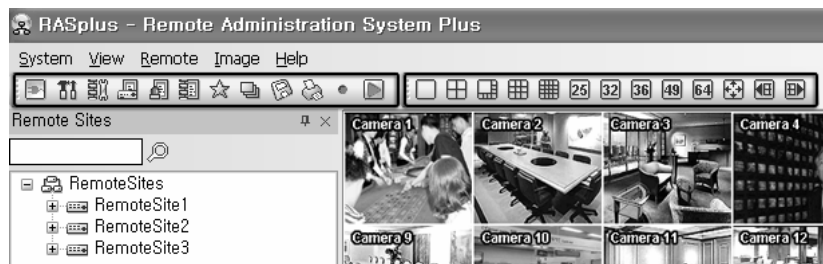 RASplus - Remote Administration System Plus
System View Remote Image Help
25 32 36 49 64
Remote Sites
Camera 1 Camera 2 Camera 3 Camera 4
RemoteSites
RemoteSite1
RemoteSite2
RemoteSite3
Camera 9 Camera 10 Camera 11 Camera 12